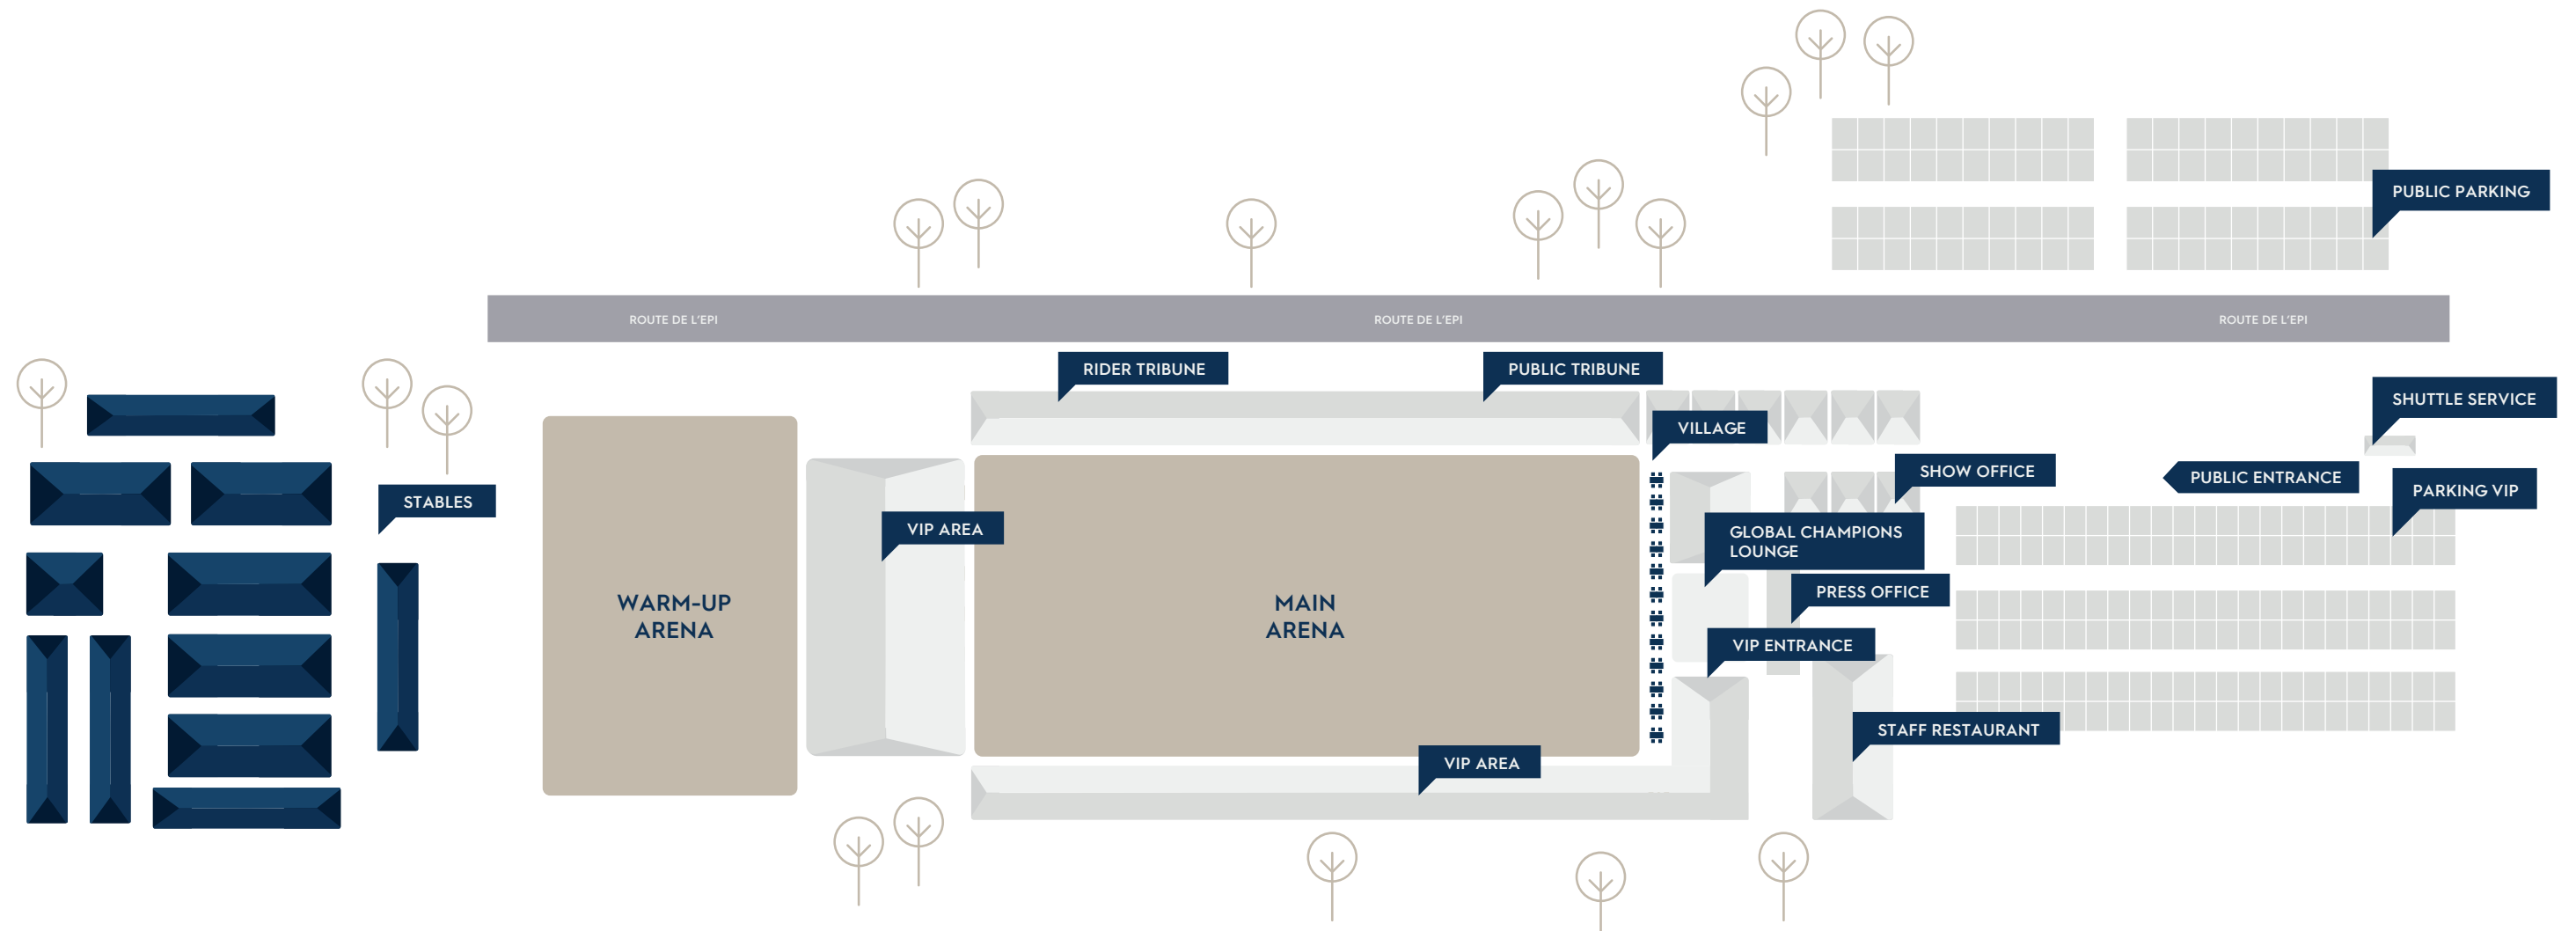 PUBLIC PARKING
ROUTE DE L'EPI
ROUTE DE L'EPI
ROUTE DE L'EPI
RIDER TRIBUNE
PUBLIC TRIBUNE
SHUTTLE SERVICE
VILLAGE
SHOW OFFICE
PUBLIC ENTRANCE
PARKING VIP
STABLES
VIP AREA
GLOBAL CHAMPIONS
LOUNGE
PRESS OFFICE
WARM-UP
ARENA
MAIN
ARENA
VIP ENTRANCE
STAFF RESTAURANT
VIP AREA